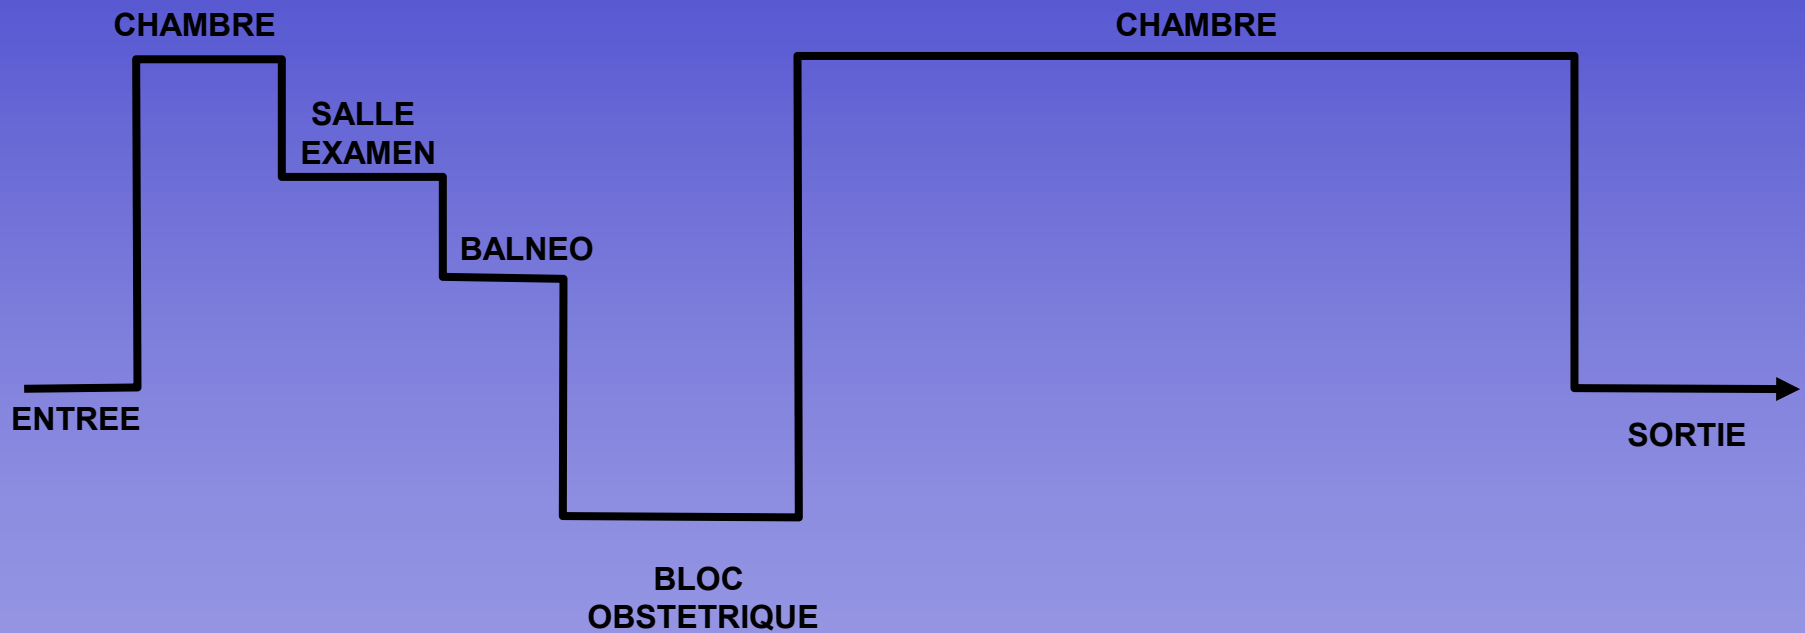 CHAMBRE
CHAMBRE
SALLE
EXAMEN
BALNEO
ENTREE
SORTIE
BLOC
OBSTETRIQUE